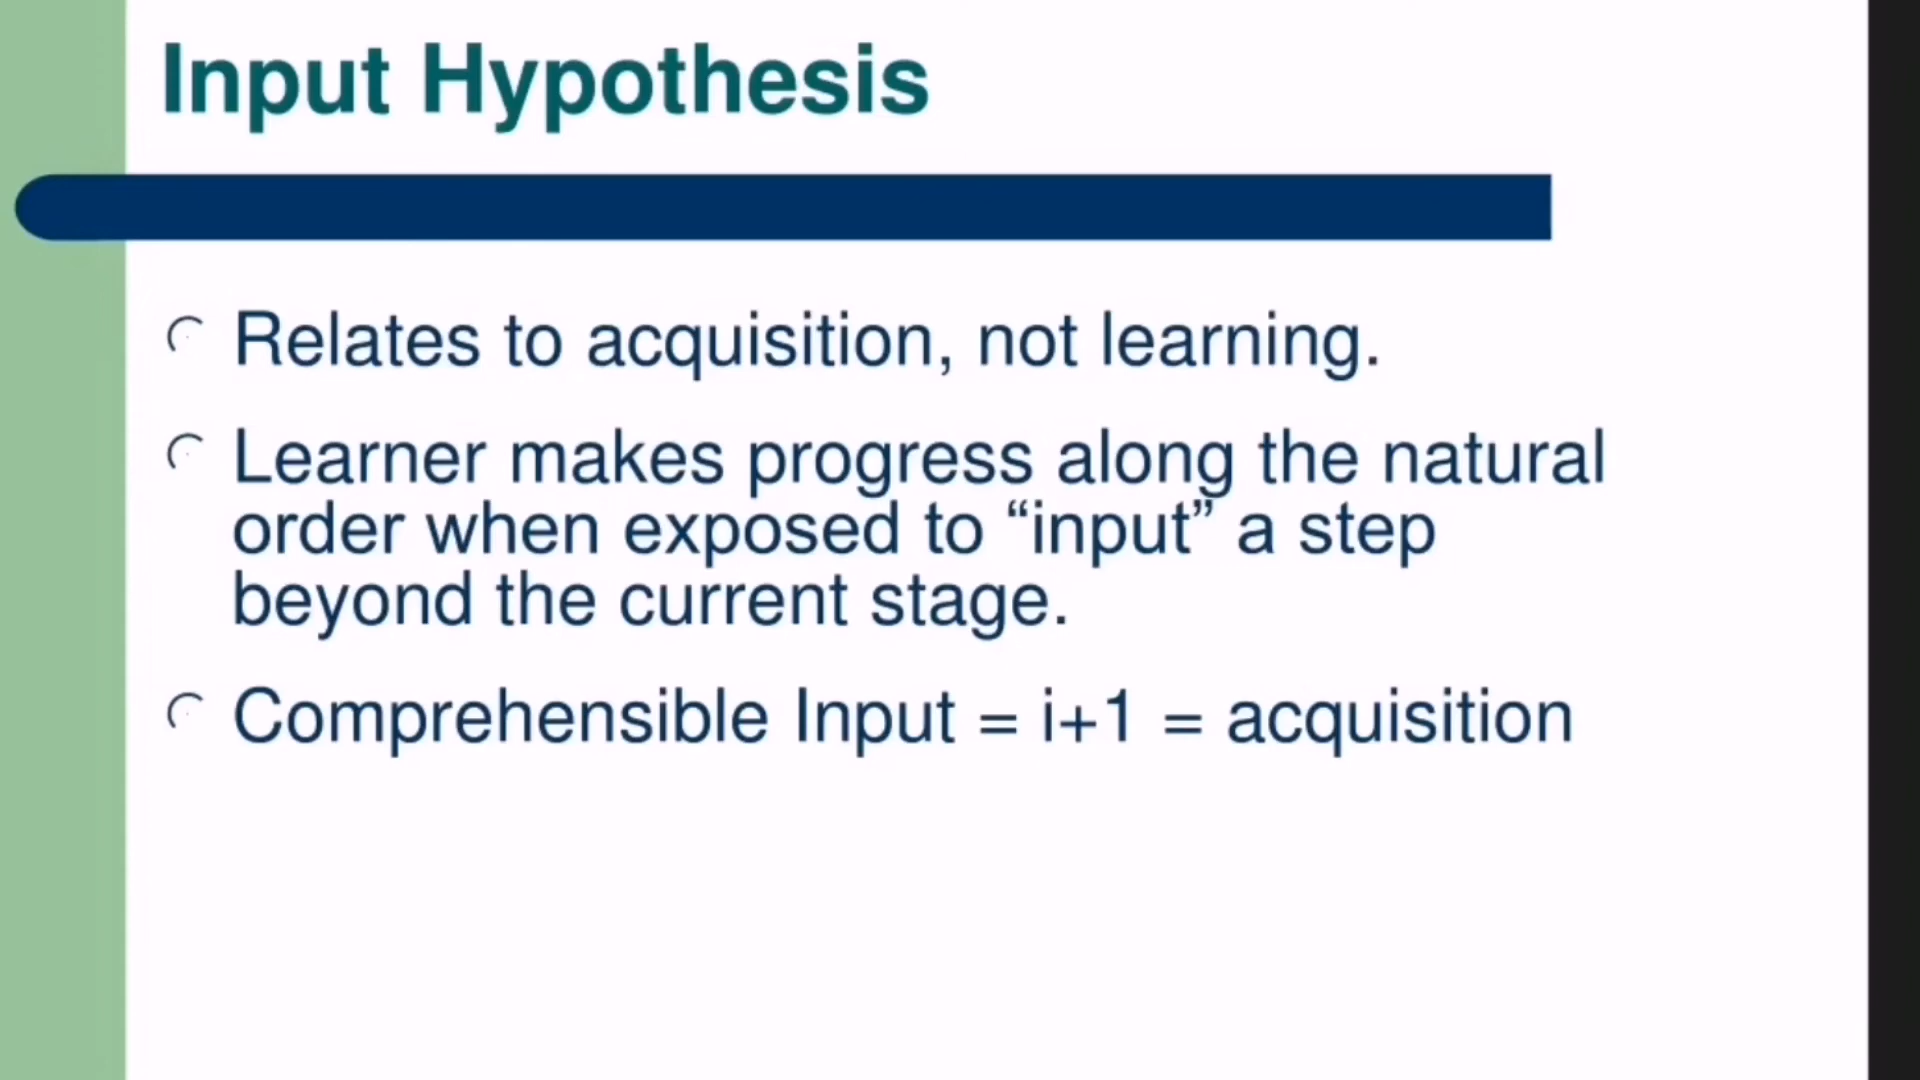 Input Hypothesis
Relates to acquisition, not learning.
Learner makes progress along the natural
order when exposed to “input” a step
beyond the current stage.
Comprehensible Input = i+1 = acquisition